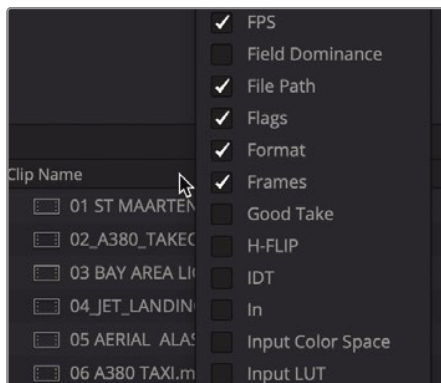 FPS
Field Dominance
File Path
Flags
Format
Frames
Good Take
H-FLIP
IDT
In
Input Color Space
Input LUT
Clip Name
01 ST MAARTEN
02_A380_TAKEO
03 BAY AREA
04_JET_LANDIN
05 AERIAL ALAS
06 A380 TAXI.m